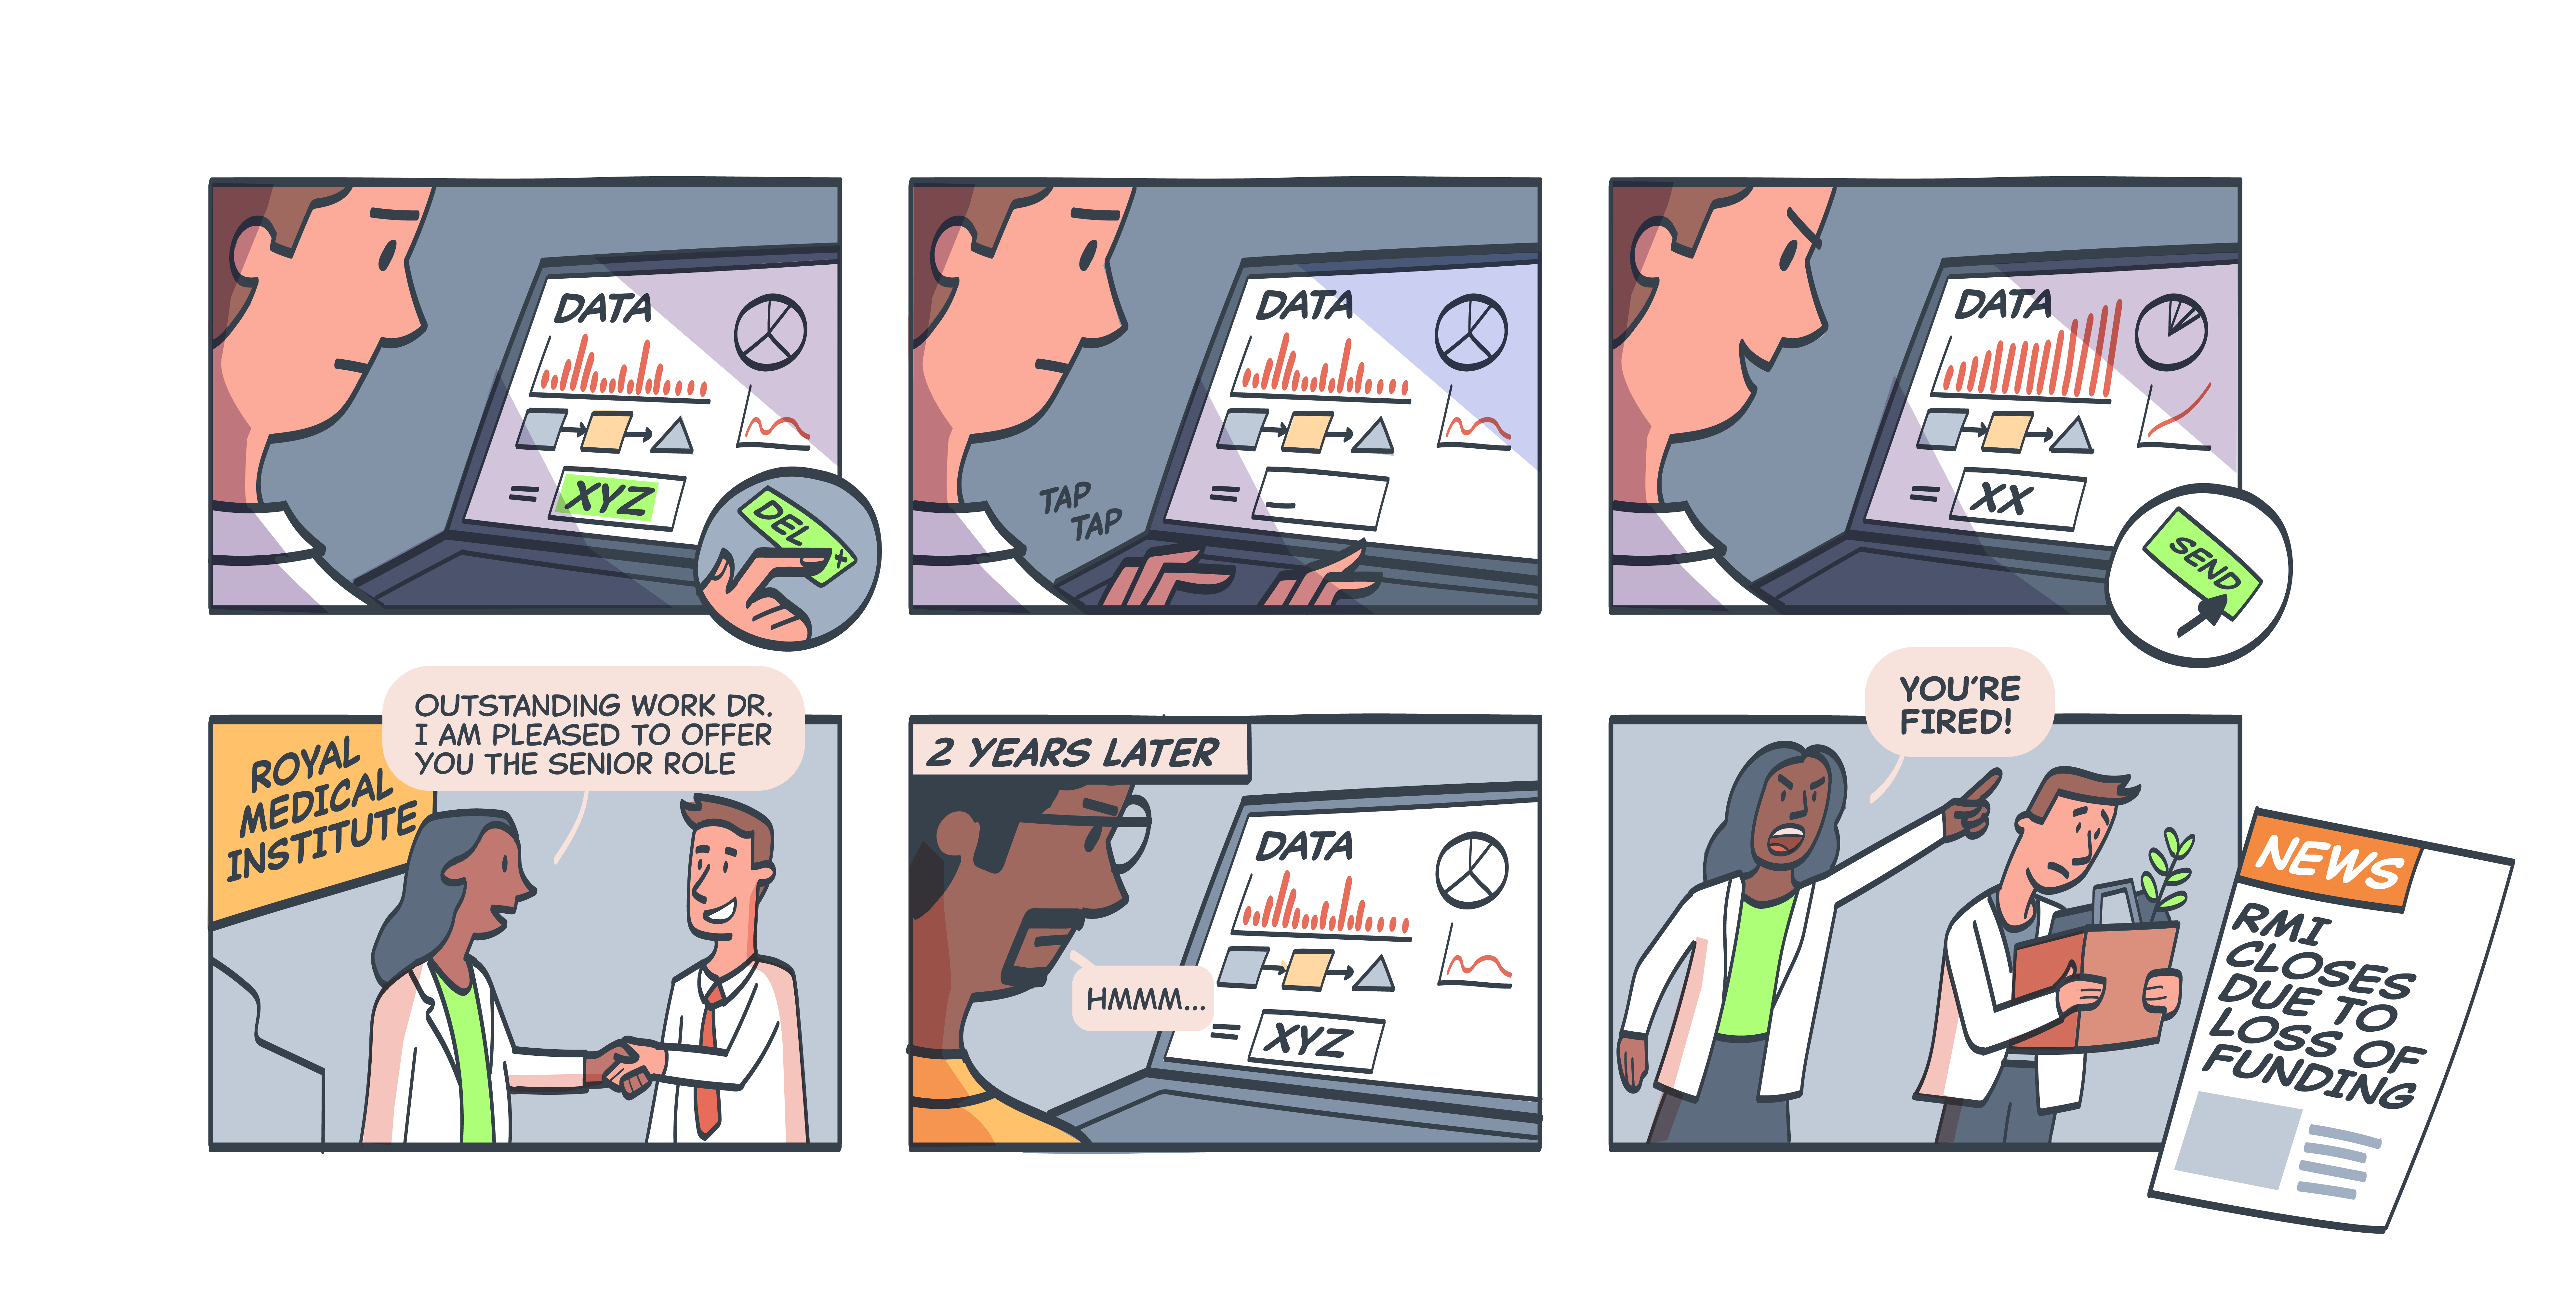 DATA
= XYZ
DEL
DATA
TAP
TAP
= _
DATA
= XX
SEND
ROYAL
MEDICAL
INSTITUTE
OUTSTANDING WORK DR.
I AM PLEASED TO OFFER
YOU THE SENIOR ROLE
2 YEARS LATER
DATA
HMMM...
= XYZ
YOU'RE
FIRED!
NEWS
RMI
CLOSES
DUE TO
LOSS OF
FUNDING